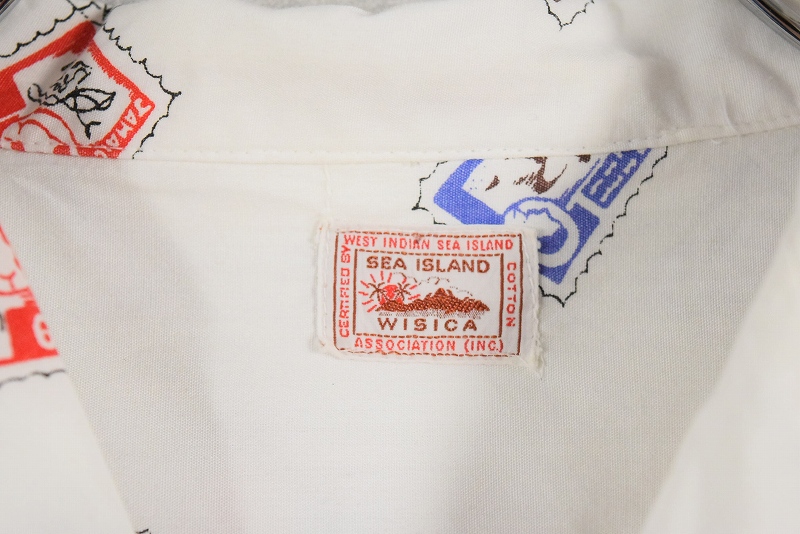 CERTIFIED BY
WEST INDIAN SEA ISLAND
COTTON
ASSOCIATION (INC.)
SEA ISLAND
WISICA